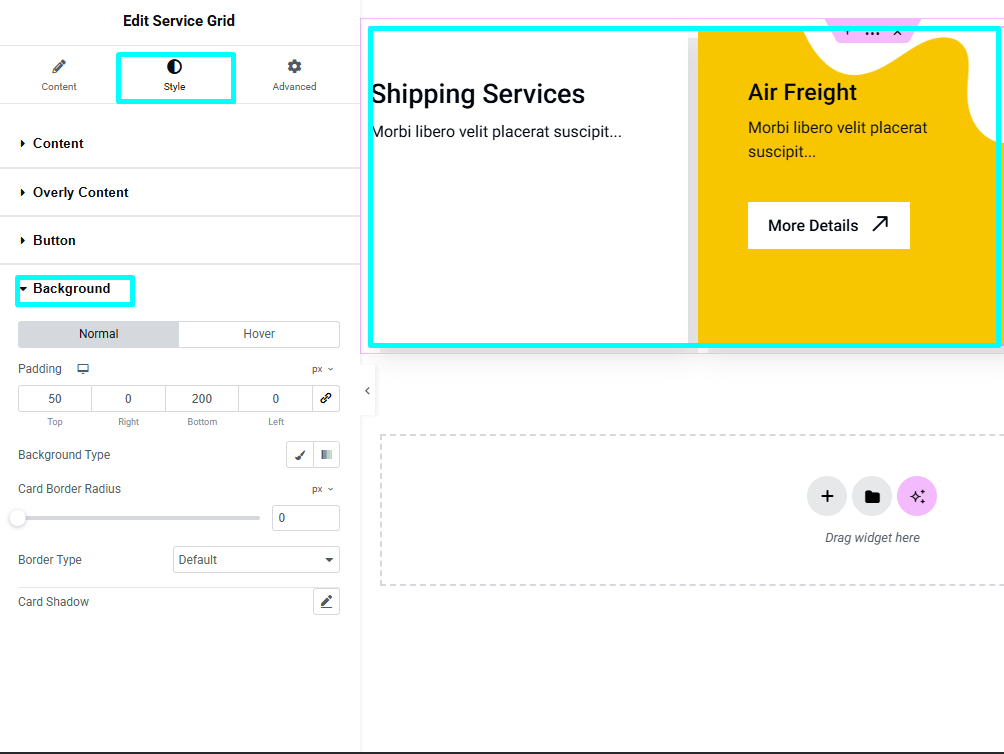 Edit Service Grid
Content
Style
Advanced
Content
Overly Content
Button
Background
Normal
Hover
Padding
px
50
0
200
0
Top
Right
Bottom
Left
Background Type
Card Border Radius
px
0
Border Type
Default
Card Shadow
Shipping Services
Morbi libero velit placerat suscipit...
Air Freight
Morbi libero velit placerat
suscipit...
More Details
Drag widget here